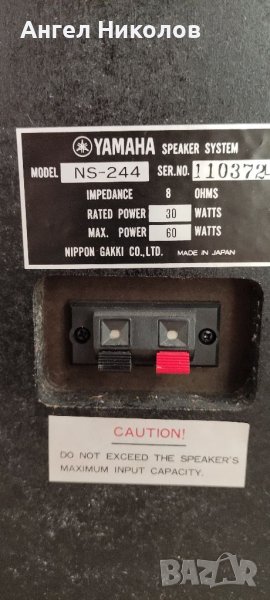 Ангел Николов
YAMAHA SPEAKER SYSTEM
MODEL NS-244 SER.NO. 110372
IMPEDANCE 8 OHMS
RATED POWER 30 WATTS
MAX. POWER 60 WATTS
NIPPON GAKKI CO., LTD. MADE IN JAPAN
CAUTION!
DO NOT EXCEED THE SPEAKER'S
MAXIMUM INPUT CAPACITY.
BAZAR